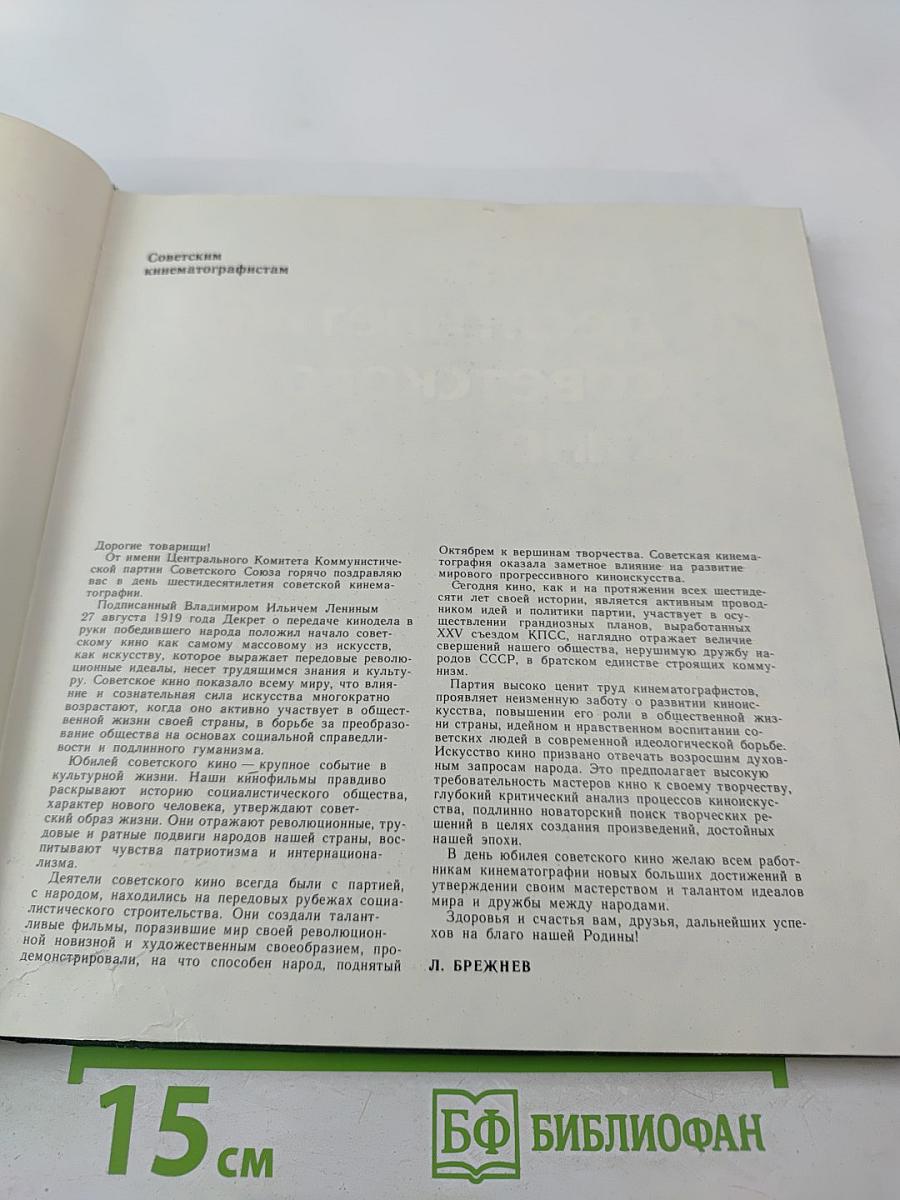 Советским
кинематографистам
Дорогие товарищи!
От имени Центрального Комитета Коммунистиче-
ской партии Советского Союза горячо поздравляю
вас в день шестидесятилетия советской кинема-
тографии.
Подписанный Владимиром Ильичем Лениным
27 августа 1919 года Декрет о передаче кинодела в
руки победившего народа положил начало совет-
скому кино как самому массовому из искусств,
как искусству, которое выражает передовые револю-
ционные идеалы, несет трудящимся знания и культу-
ру. Советское кино показало всему миру, что влия-
ние и сознательная сила искусства многократно
возрастают, когда оно активно участвует в общест-
венной жизни своей страны, в борьбе за преобразо-
вание общества на основах социальной справедли-
вости и подлинного гуманизма.
Юбилей советского кино — крупное событие в
культурной жизни. Наши кинофильмы правдиво
раскрывают историю социалистического общества,
характер нового человека, утверждают совет-
ский образ жизни. Они отражают революционные, тру-
довые и ратные подвиги народов нашей страны, вос-
питывают чувства патриотизма и интернациона-
лизма.
Деятели советского кино всегда были с партией,
с народом, находились на передовых рубежах социа-
листического строительства. Они создали талант-
ливые фильмы, поразившие мир своей революцион-
ной новизной и художественным своеобразием, про-
демонстрировали, на что способен народ, поднятый
Октябрем к вершинам творчества. Советская кинема-
тография оказала заметное влияние на развитие
мирового прогрессивного киноискусства.
Сегодня кино, как и на протяжении всех шестиде-
сяти лет своей истории, является активным провод-
ником идей и политики партии, участвует в осу-
ществлении грандиозных планов, выработанных
XXV съездом КПСС, наглядно отражает величие
свершений нашего общества, нерушимую дружбу на-
родов СССР, в братском единстве строящих комму-
низм.
Партия высоко ценит труд кинематографистов,
проявляет неизменную заботу о развитии киноис-
кусства, повышении его роли в общественной жиз-
ни страны, идейном и нравственном воспитании со-
ветских людей в современной идеологической борьбе.
Искусство кино призвано отвечать возросшим духов-
ным запросам народа. Это предполагает высокую
требовательность мастеров кино к своему творчеству,
глубокий критический анализ процессов киноискус-
ства, подлинно новаторский поиск творческих ре-
шений в целях создания произведений, достойных
нашей эпохи.
В день юбилея советского кино желаю всем работ-
никам кинематографии новых больших достижений в
утверждении своим мастерством и талантом идеалов
мира и дружбы между народами.
Здоровья и счастья вам, друзья, дальнейших успе-
хов на благо нашей Родины!
Л. БРЕЖНЕВ
15 см
БФ БИБЛИОФАН